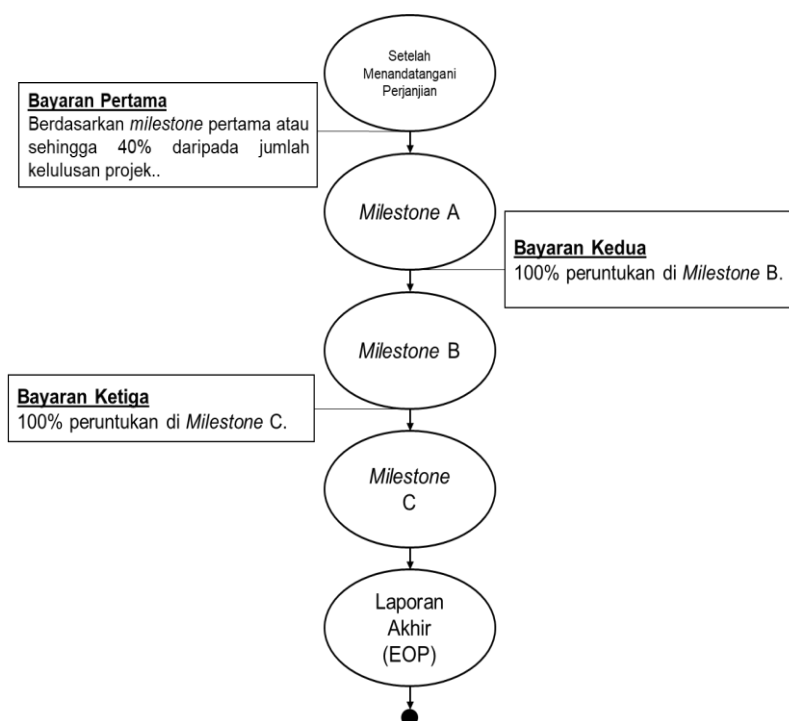 Setelah
Menandatangani
Perjanjian
Bayaran Pertama
Berdasarkan milestone pertama atau
sehingga 40% daripada jumlah
kelulusan projek..
Milestone A
Bayaran Kedua
100% peruntukan di Milestone B.
Milestone B
Bayaran Ketiga
100% peruntukan di Milestone C.
Milestone
C
Laporan
Akhir
(EOP)